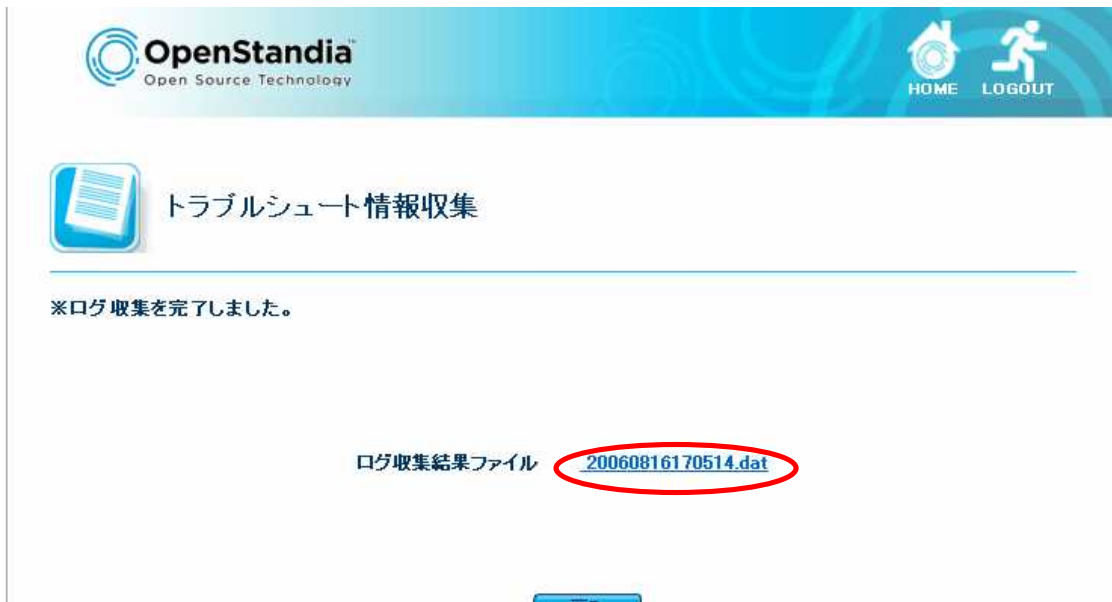 OpenStandia™
Open Source Technology
HOME LOGOUT
トラブルシュート情報収集
※ログ収集を完了しました。
ログ収集結果ファイル 20060816170514.dat